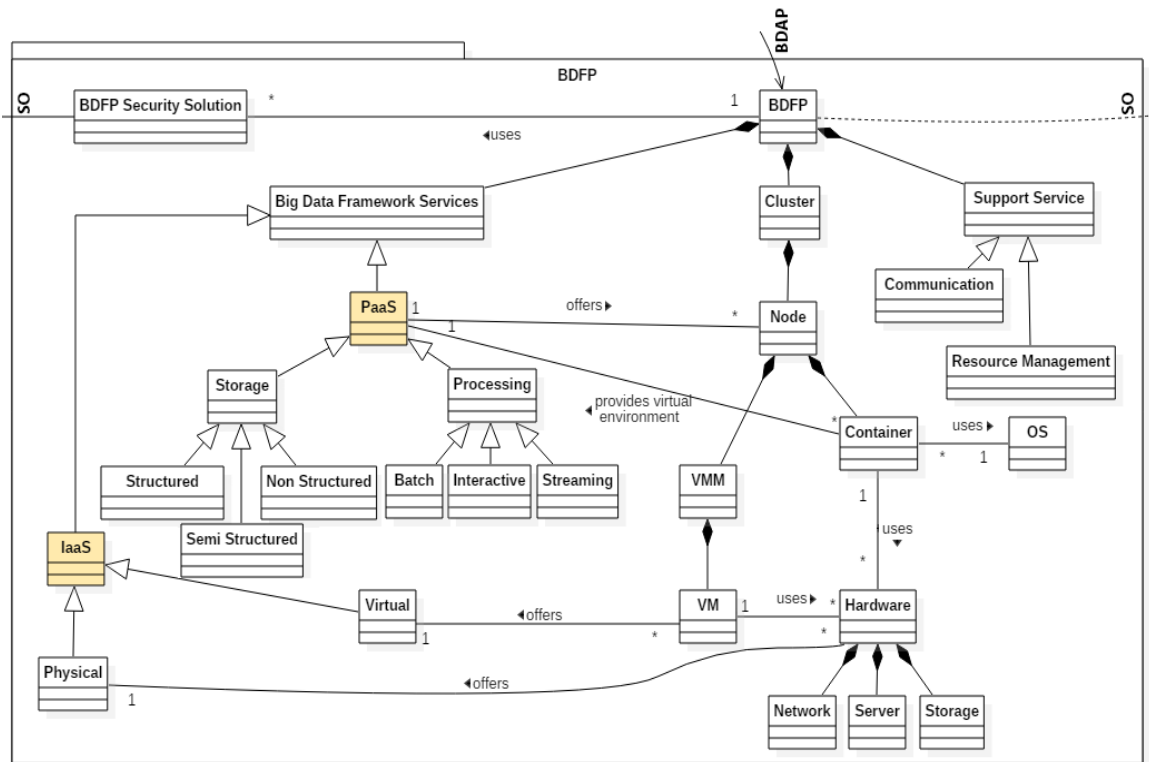 BDAP
BDFP
SO
BDFP Security Solution
*
1
BDFP
SO
uses
Big Data Framework Services
Cluster
Support Service
Communication
PaaS
1
offers
*
Node
1
Resource Management
Storage
Processing
provides virtual
environment
*
Container
uses
*
1
OS
Structured
Non Structured
Batch
Interactive
Streaming
VMM
1
Semi Structured
uses
IaaS
*
Virtual
1
offers
*
VM
1
uses
*
*
Hardware
Physical
1
offers
Network
Server
Storage